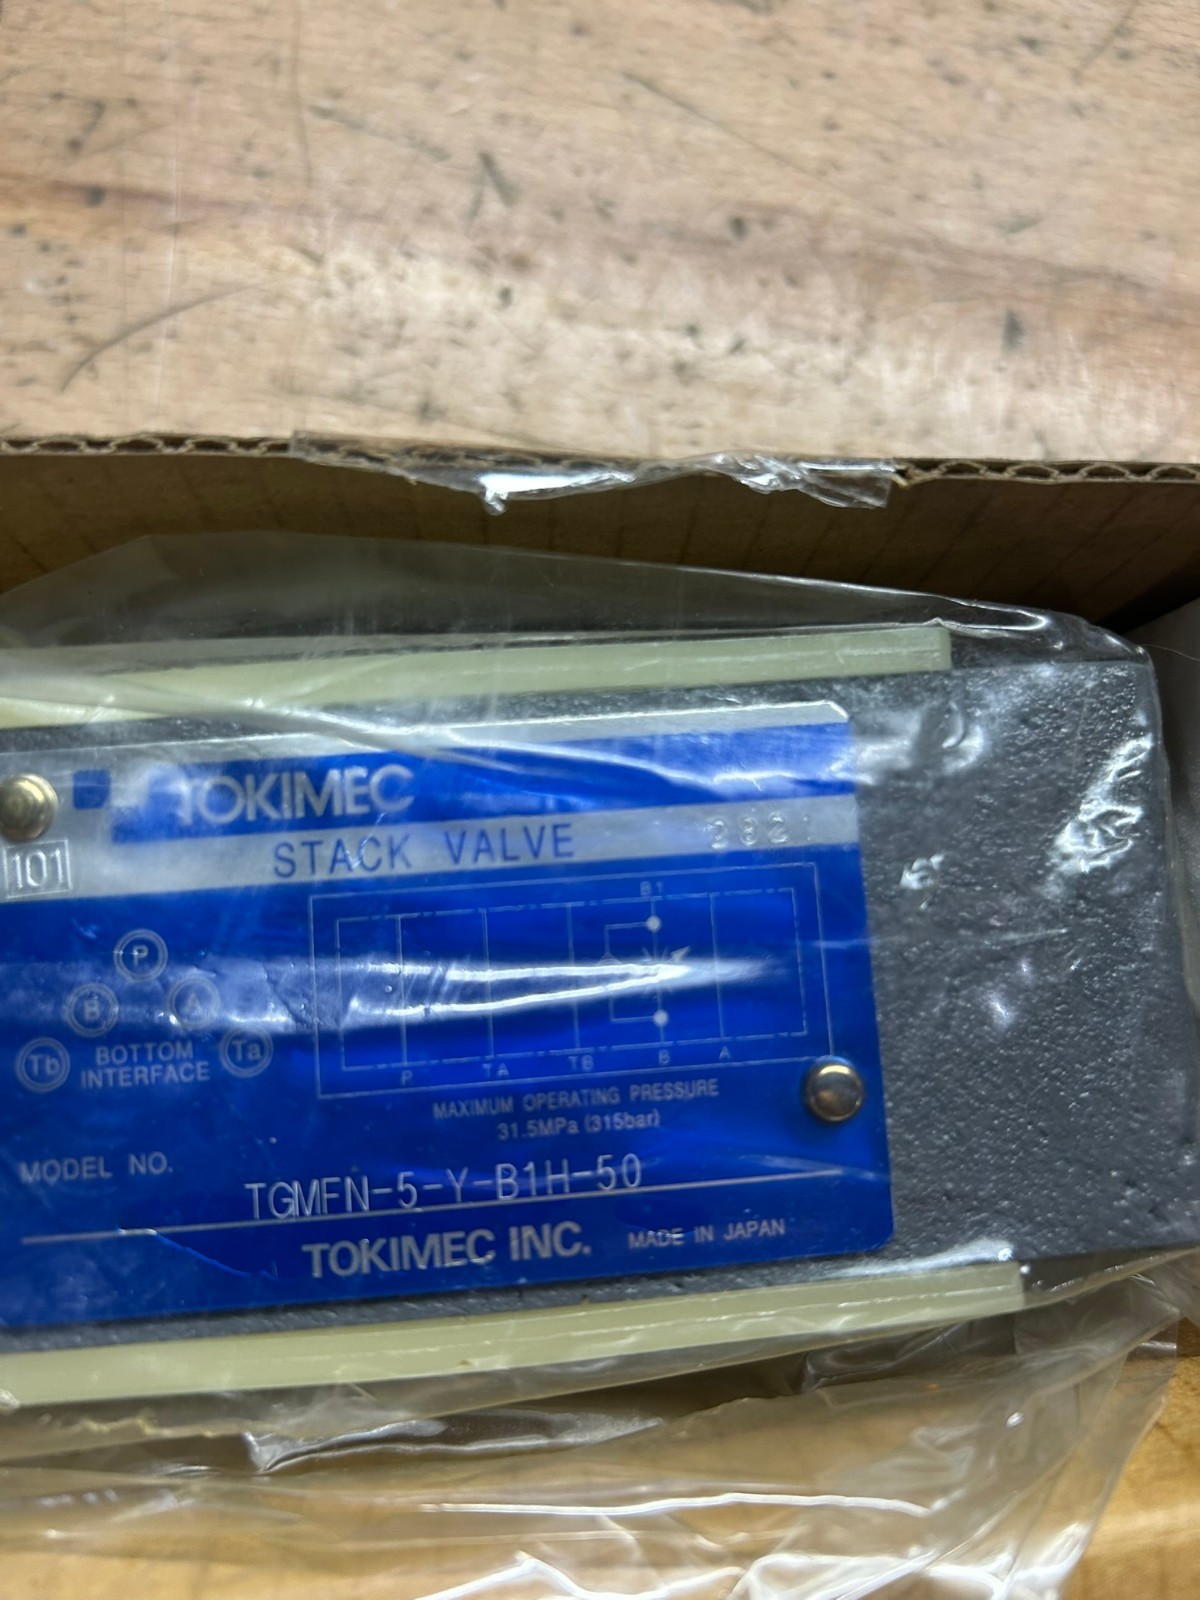 TOKIMEC
STACK VALVE
101
B1
P
B A
Tb Ta
BOTTOM
INTERFACE
P TA TB B A
MAXIMUM OPERATING PRESSURE
31.5MPa (315bar)
MODEL NO.
TGMFN-5-Y-B1H-50
TOKIMEC INC. MADE IN JAPAN